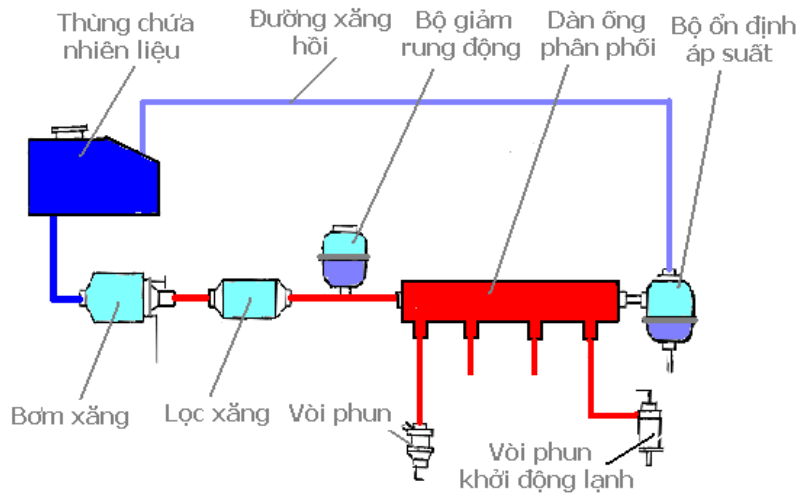 Thùng chứa
nhiên liệu
Đường xăng
hồi
Bộ giảm
rung động
Dàn ống
phân phối
Bộ ổn định
áp suất
Bơm xăng
Lọc xăng
Vòi phun
Vòi phun
khởi động lạnh